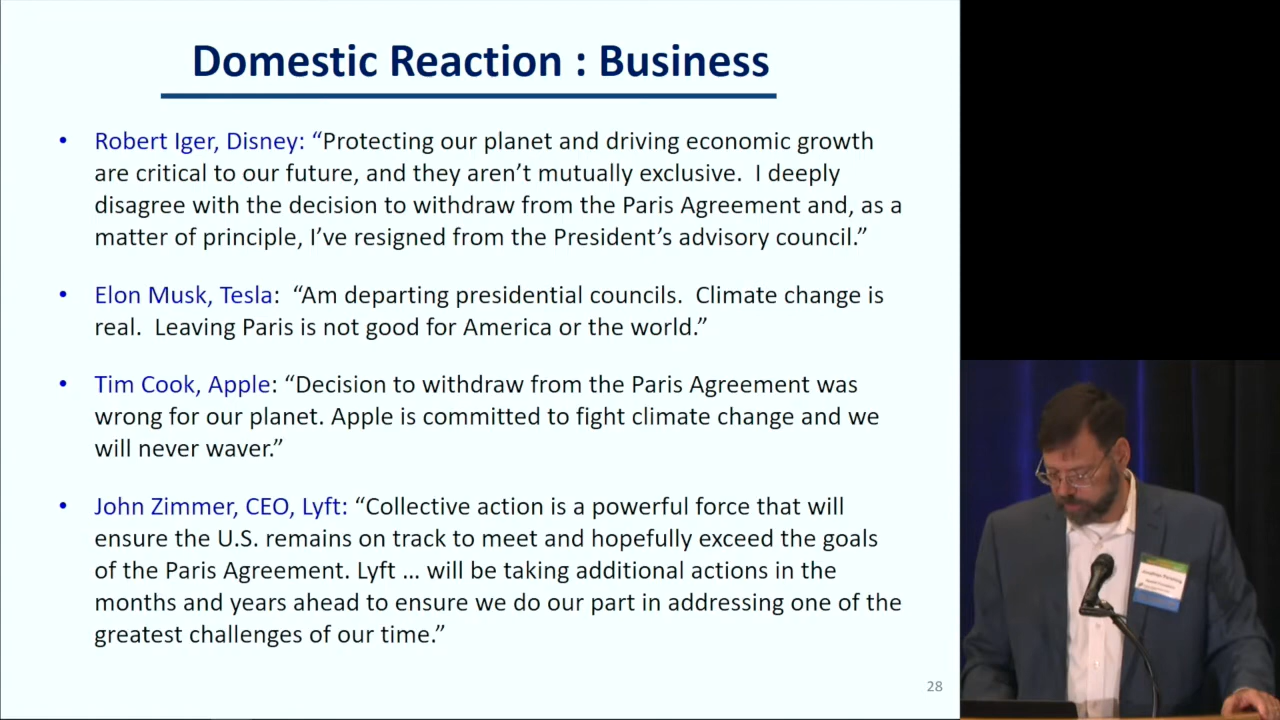 Domestic Reaction : Business
• Robert Iger, Disney: “Protecting our planet and driving economic growth
are critical to our future, and they aren’t mutually exclusive.  I deeply
disagree with the decision to withdraw from the Paris Agreement and, as a
matter of principle, I’ve resigned from the President’s advisory council.”
• Elon Musk, Tesla:  “Am departing presidential councils.  Climate change is
real.  Leaving Paris is not good for America or the world.”
• Tim Cook, Apple: “Decision to withdraw from the Paris Agreement was
wrong for our planet. Apple is committed to fight climate change and we
will never waver.”
• John Zimmer, CEO, Lyft: “Collective action is a powerful force that will
ensure the U.S. remains on track to meet and hopefully exceed the goals
of the Paris Agreement. Lyft … will be taking additional actions in the
months and years ahead to ensure we do our part in addressing one of the
greatest challenges of our time.”
28